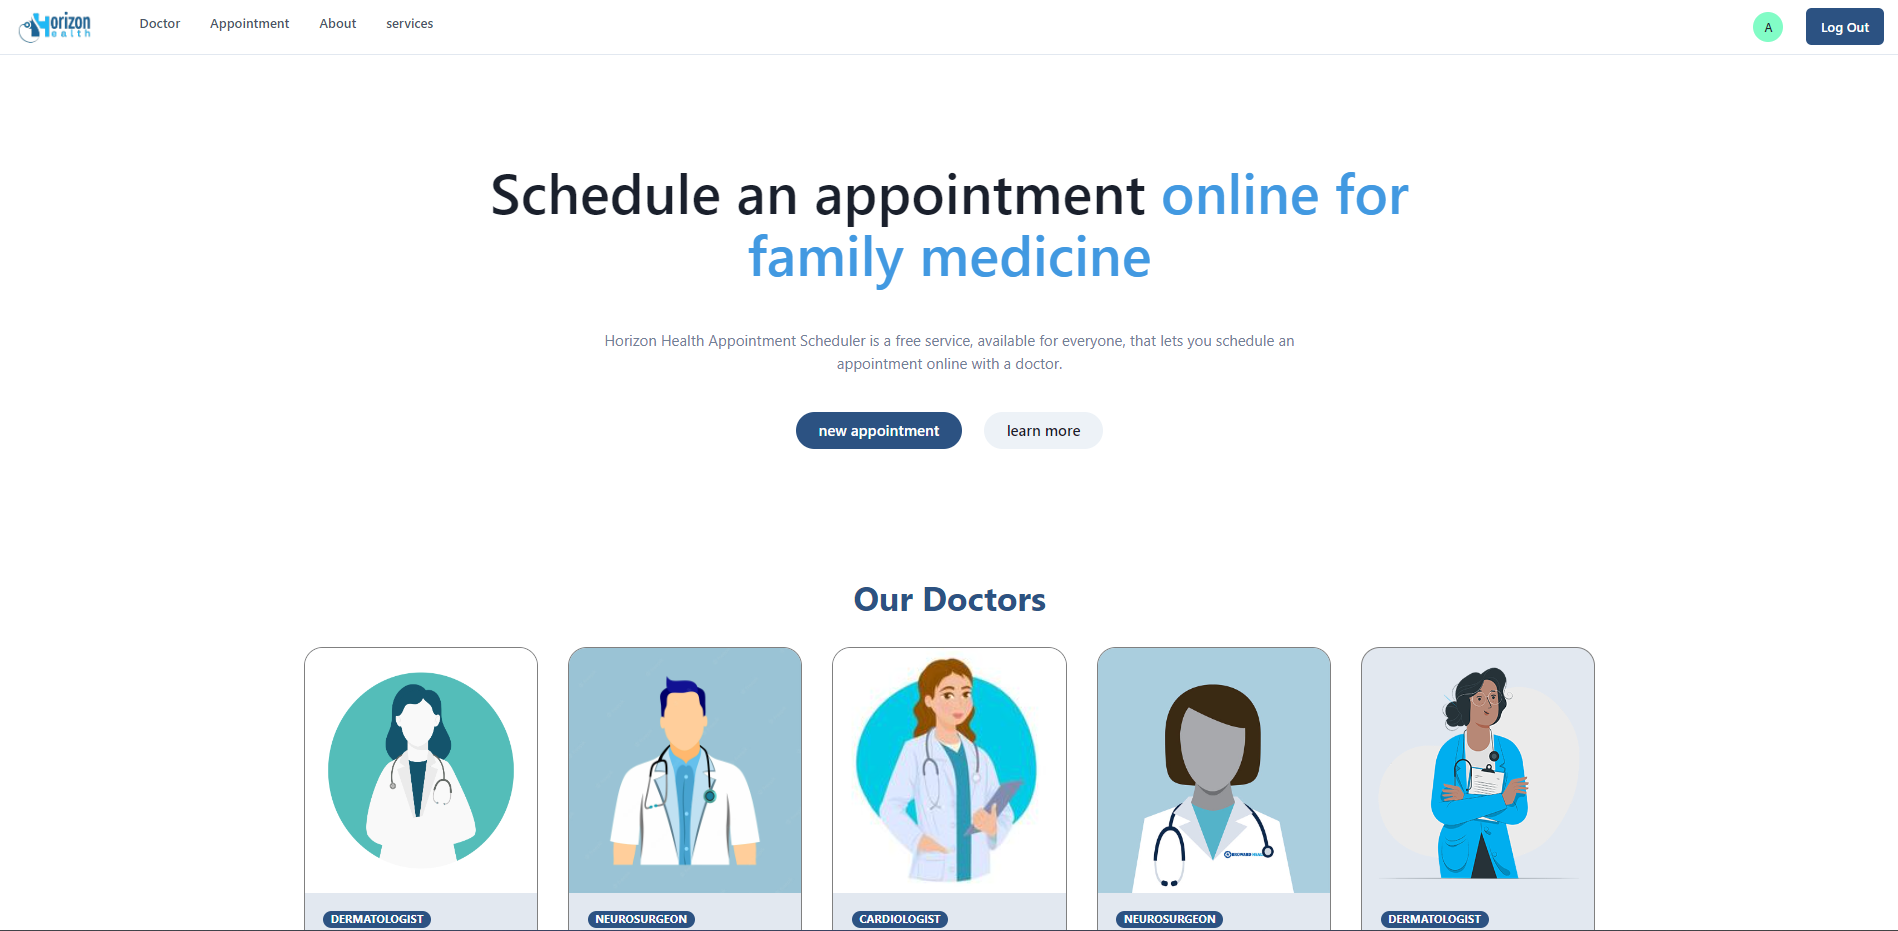 Horizon
Health
Doctor
Appointment
About
services
A
Log Out
Schedule an appointment online for
family medicine
Horizon Health Appointment Scheduler is a free service, available for everyone, that lets you schedule an
appointment online with a doctor.
new appointment
learn more
Our Doctors
DERMATOLOGIST
NEUROSURGEON
CARDIOLOGIST
NEUROSURGEON
DERMATOLOGIST